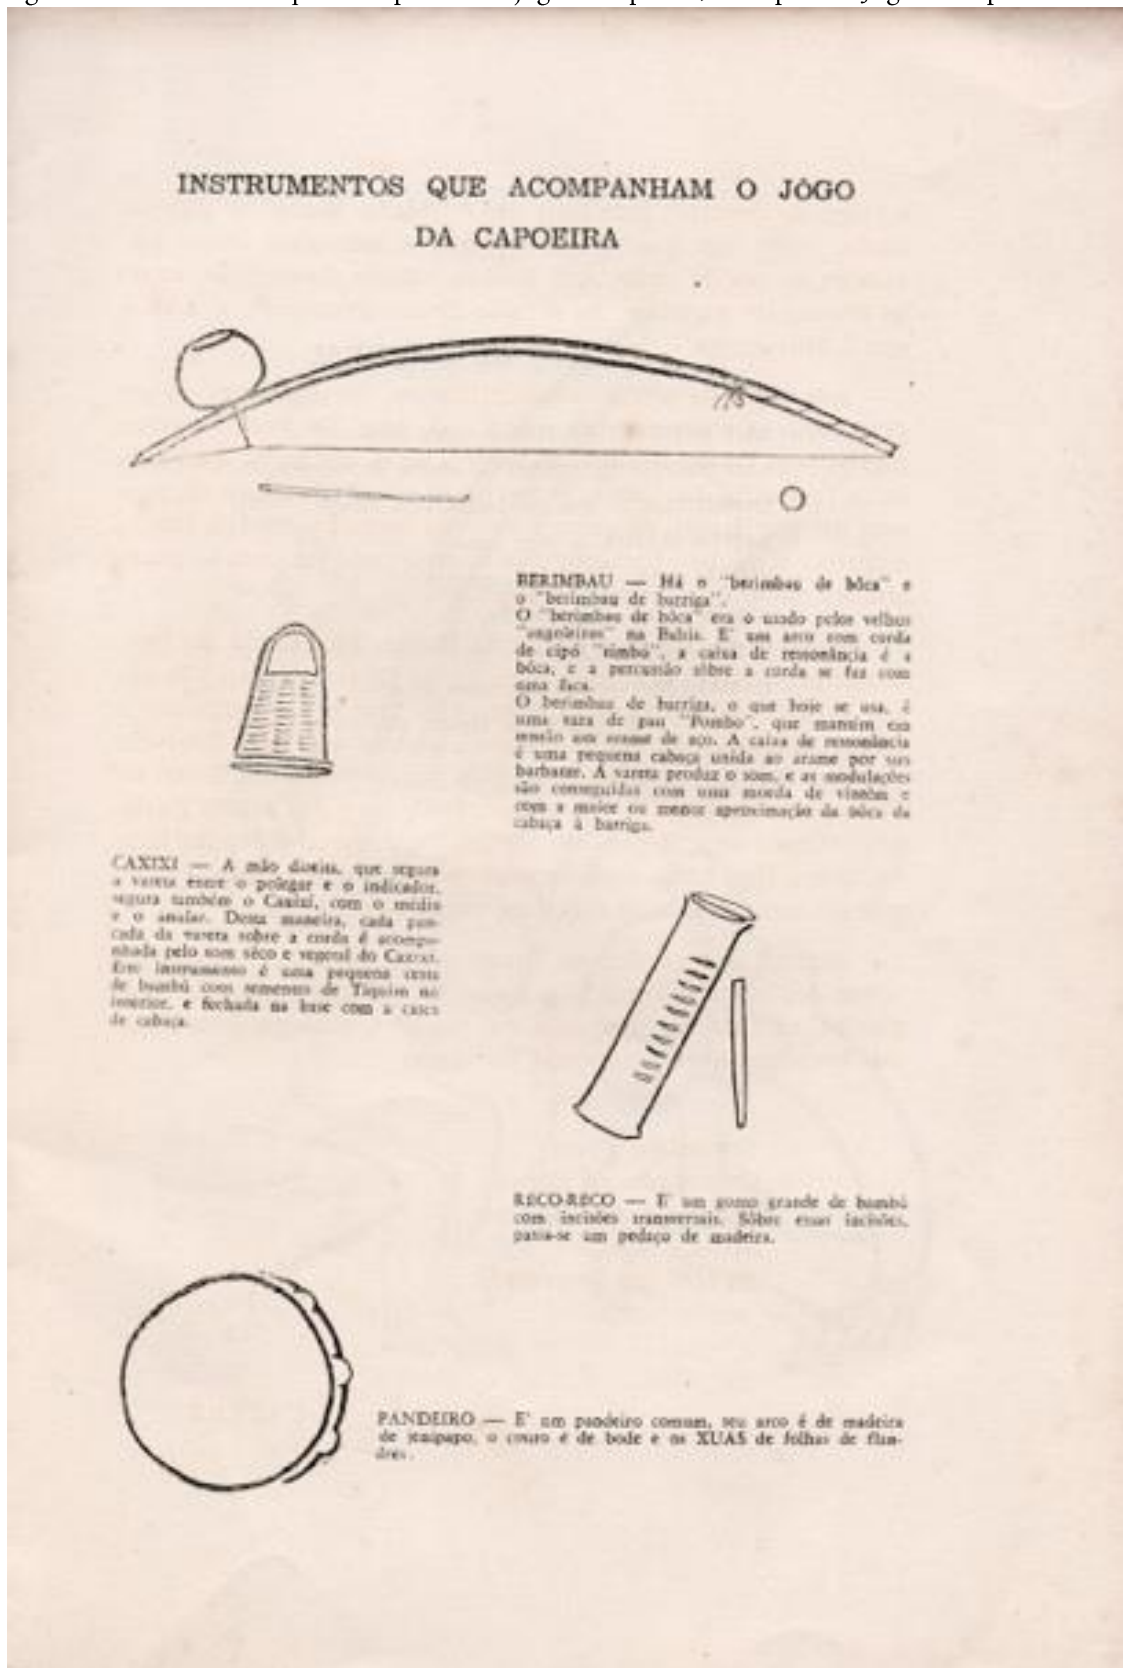 INSTRUMENTOS QUE ACOMPANHAM O JÔGO
DA CAPOEIRA
BERIMBAU — Há o "berimbau de bôca" e
o "berimbau de barriga".
O "berimbau de bôca" era o usado pelos velhos
"angoleiros" na Bahia. E' um arco com corda
de cipó "timbó", a caixa de ressonância é a
bôca, e a percussão sôbre a corda se faz com
uma faca.
O berimbau de barriga, o que hoje se usa, é
uma vara de pau "Pombo", que mantém em
tensão um arame de aço. A caixa de ressonância
é uma pequena cabaça unida ao arame por um
barbante. A vareta produz o som, e as modulações
são conseguidas com uma moeda de vintém e
com a maior ou menor aproximação da bôca da
cabaça à barriga.
CAXIXI — A mão direita, que segura
a vareta entre o polegar e o indicador,
segura também o Caxixi, com o médio
e o anular. Desta maneira, cada pan-
cada da vareta sobre a corda é acompa-
nhada pelo som sêco e vegetal do Caxixi.
Este instrumento é uma pequena cesta
de bambú com sementes de no
interior, e fechada na base com a casca
de cabaça.
RECO-RECO — E' um gomo grande de bambú
com incisões transversais. Sôbre essas incisões,
passa-se um pedaço de madeira.
PANDEIRO — E' um pandeiro comum, seu arco é de madeira
de jenipapo, o couro é de bode e as XUAS de folhas de flan-
dres.